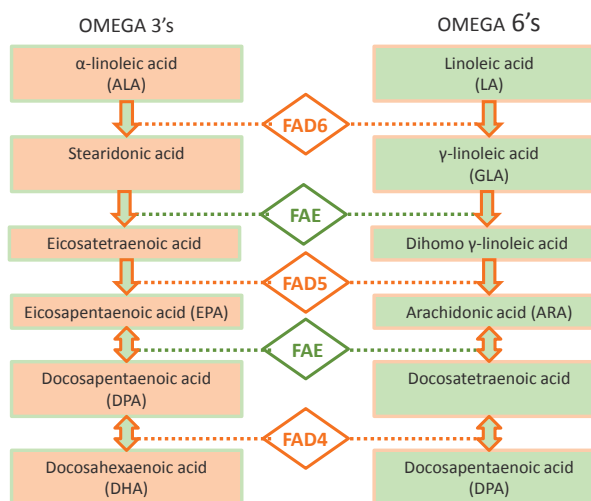 OMEGA 3's
OMEGA 6's
α-linoleic acid
(ALA)
Linoleic acid
(LA)
FAD6
Stearidonic acid
γ-linoleic acid
(GLA)
FAE
Eicosatetraenoic acid
Dihomo γ-linoleic acid
FAD5
Eicosapentaenoic acid (EPA)
Arachidonic acid (ARA)
FAE
Docosapentaenoic acid
(DPA)
Docosatetraenoic acid
FAD4
Docosahexaenoic acid
(DHA)
Docosapentaenoic acid
(DPA)